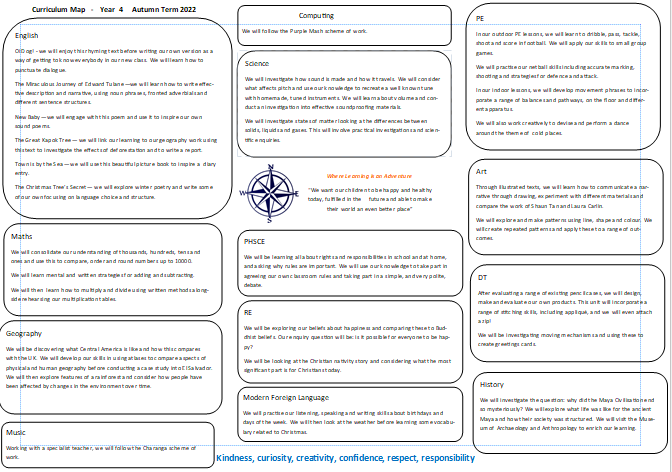 Curriculum Map - Year 4 Autumn Term 2022
English
Oi Dog! – we will enjoy this rhyming text before writing our own version as a
way of getting to know everybody in our new class. We will learn how to
punctuate dialogue.
The Miraculous Journey of Edward Tulane —we will learn how to write effec-
tive description and narrative, using noun phrases, fronted adverbials and
different sentence structures.
New Baby —we will engage with this poem and use it to inspire our own
sound poems.
The Great Kapok Tree — we will link our learning to our geography work using
this text to investigate the effects of deforestation and to write a report.
Town is by the Sea —we will use this beautiful picture book to inspire a diary
entry.
The Christmas Tree's Secret — we will explore winter poetry and write some
of our own focusing on language choice and structure.
Maths
We will consolidate our understanding of thousands, hundreds, tens and
ones and use this to compare, order and round numbers up to 10000.
We will learn mental and written strategies for adding and subtracting.
We will then learn how to multiply and divide using written methods along-
side rehearsing our multiplication tables.
Geography
We will be discovering what Central America is like and how this compares
with the UK. We will develop our skills in using atlases to compare aspects of
physical and human geography before conducting a case study into El Salvador.
We will then explore features of a rainforest and consider how people have
been affected by changes in the environment over time.
Music
Working with a specialist teacher, we will follow the Charanga scheme of
work.
Computing
We will follow the Purple Mash scheme of work.
Science
We will investigate how sound is made and how it travels. We will consider
what affects pitch and use our knowledge to recreate a well known tune
with homemade, tuned instruments. We will learn about volume and con-
duct an investigation into effective soundproofing materials.
We will investigate states of matter looking at the differences between
solids, liquids and gases. This will involve practical investigations and scien-
tific enquiries.
Where Learning is an Adventure
"We want our children to be happy and healthy
today, fulfilled in the future and able to make
their world an even better place"
PHSCE
We will be learning all about rights and responsibilities in school and at home,
and asking why rules are important. We will use our knowledge to take part in
agreeing our own classroom rules and taking part in a simple, and very polite,
debate.
RE
We will be exploring our beliefs about happiness and comparing these to Bud-
dhist beliefs. Our enquiry question will be: is it possible for everyone to be hap-
py?
We will be looking at the Christian nativity story and considering what the most
significant part is for Christians today.
Modern Foreign Language
We will practise our listening, speaking and writing skills about birthdays and
days of the week. We will then look at the weather before learning some vocabu-
lary related to Christmas.
PE
In our outdoor PE lessons, we will learn to dribble, pass, tackle,
shoot and score in football. We will apply our skills to small group
games.
We will practise our netball skills including accurate marking,
shooting and strategies for defence and attack.
In our indoor lessons, we will develop movement phrases to incor-
porate a range of balances and pathways, on the floor and differ-
ent apparatus.
We will also work creatively to devise and perform a dance
around the theme of cold places.
Art
Through illustrated texts, we will learn how to communicate a nar-
rative through drawing, experiment with different materials and
compare the work of Shaun Tan and Laura Carlin.
We will explore and make patterns using line, shape and colour. We
will create repeated patterns and apply these to a range of out-
comes.
DT
After evaluating a range of existing pencil cases, we will design,
make and evaluate our own products. This unit will incorporate a
range of stitching skills, including appliqué, and we will even attach
a zip!
We will be investigating moving mechanisms and using these to
create greetings cards.
History
We will investigate the question: why did the Maya Civilisation end
so mysteriously? We will explore what life was like for the ancient
Maya and how their society was structured. We will visit the Muse-
um of Archaeology and Anthropology to enrich our learning.
Kindness, curiosity, creativity, confidence, respect, responsibility